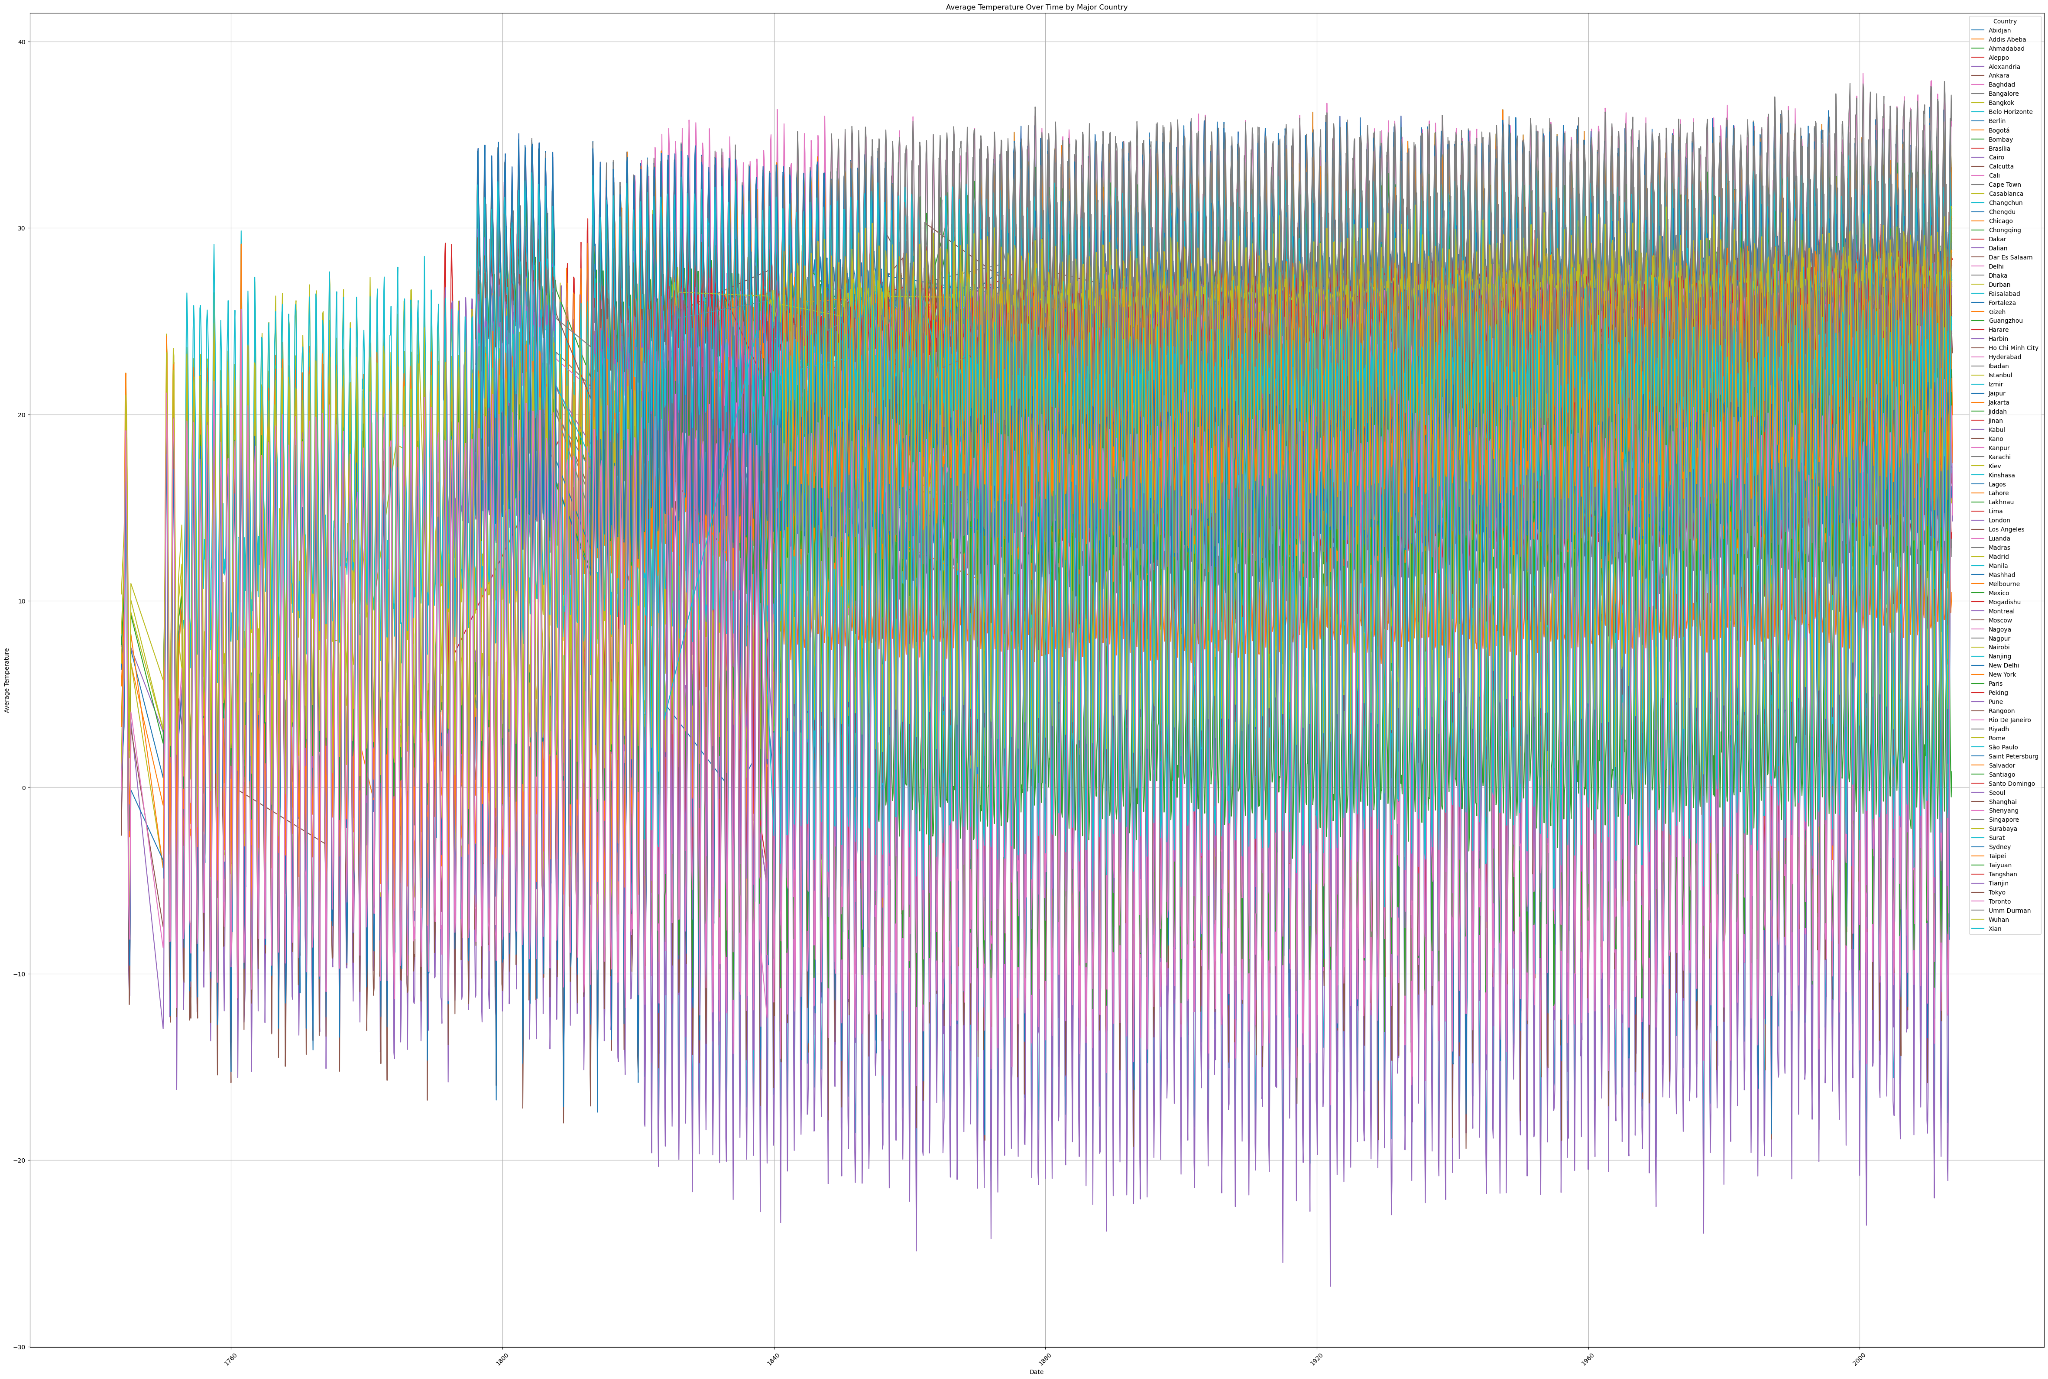 Average Temperature Over Time by Major Country
Average Temperature
40
30
20
10
0
−10
−20
−30
1760
1800
1840
1880
1920
1960
2000
Date
Country
Abidjan
Addis Abeba
Ahmadabad
Aleppo
Alexandria
Ankara
Baghdad
Bangalore
Bangkok
Belo Horizonte
Berlin
Bogotá
Bombay
Brasília
Cairo
Calcutta
Cali
Cape Town
Casablanca
Changchun
Chengdu
Chicago
Chongqing
Dakar
Dalian
Dar Es Salaam
Delhi
Dhaka
Durban
Faisalabad
Fortaleza
Gizeh
Guangzhou
Harare
Harbin
Ho Chi Minh City
Hyderabad
Ibadan
Istanbul
Izmir
Jaipur
Jakarta
Jiddah
Jinan
Kabul
Kano
Kanpur
Karachi
Kiev
Kinshasa
Lagos
Lahore
Lakhnau
Lima
London
Los Angeles
Luanda
Madras
Madrid
Manila
Mashhad
Melbourne
Mexico
Mogadishu
Montreal
Moscow
Nagoya
Nagpur
Nairobi
Nanjing
New Delhi
New York
Paris
Peking
Pune
Rangoon
Rio De Janeiro
Riyadh
Rome
São Paulo
Saint Petersburg
Salvador
Santiago
Santo Domingo
Seoul
Shanghai
Shenyang
Singapore
Surabaya
Surat
Sydney
Taipei
Taiyuan
Tangshan
Tianjin
Tokyo
Toronto
Umm Durman
Wuhan
Xian